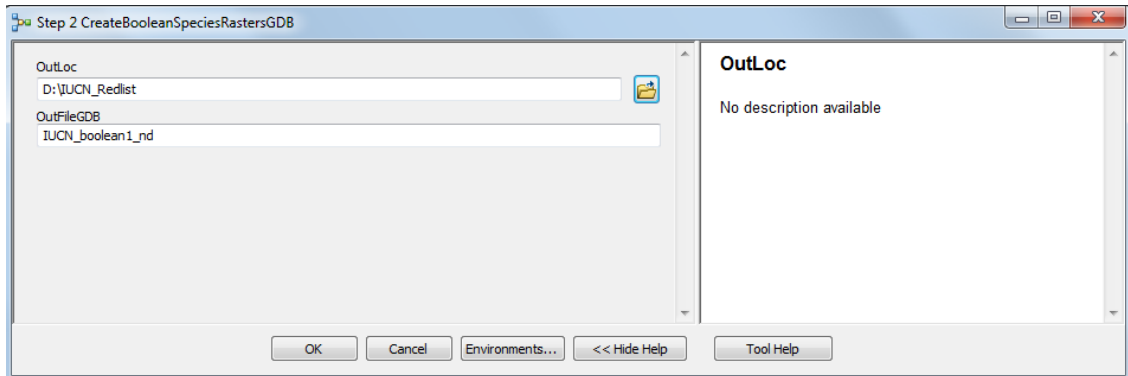 Step 2 CreateBooleanSpeciesRastersGDB
OutLoc
D:\IUCN_Redlist
OutFileGDB
IUCN_boolean1_nd
OutLoc
No description available
OK Cancel Environments... << Hide Help Tool Help